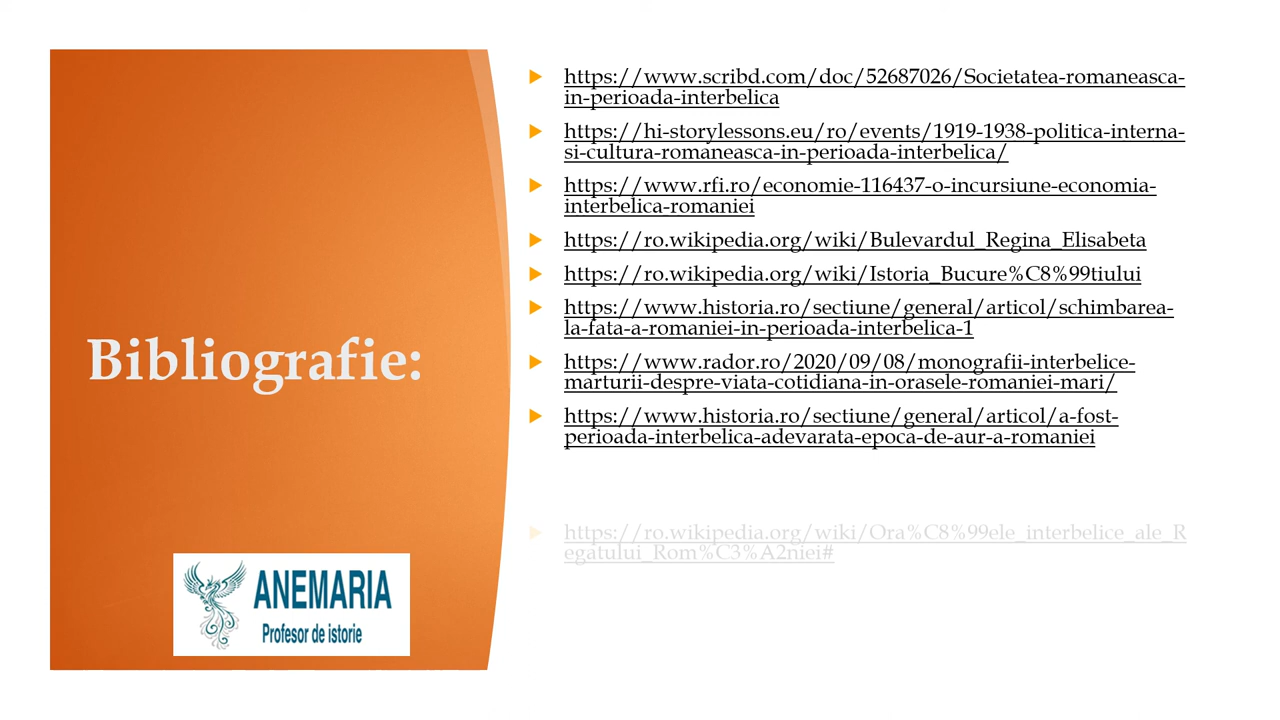 Bibliografie:
https://www.scribd.com/doc/52687026/Societatea-romaneasca-
in-perioada-interbelica
https://hi-storylessons.eu/ro/events/1919-1938-politica-interna-
si-cultura-romaneasca-in-perioada-interbelica/
https://www.rfi.ro/economie-116437-o-incursiune-economia-
interbelica-romaniei
https://ro.wikipedia.org/wiki/Bulevardul_Regina_Elisabeta
https://ro.wikipedia.org/wiki/Istoria_Bucure%C8%99tiului
https://www.historia.ro/sectiune/general/articol/schimbarea-
la-fata-a-romaniei-in-perioada-interbelica-1
https://www.rador.ro/2020/09/08/monografii-interbelice-
marturii-despre-viata-cotidiana-in-orasele-romaniei-mari/
https://www.historia.ro/sectiune/general/articol/a-fost-
perioada-interbelica-adevarata-epoca-de-aur-a-romaniei
https://ro.wikipedia.org/wiki/Ora%C8%99ele_interbelice_ale_R
egatului_Rom%C3%A2niei#
ANEMARIA
Profesor de istorie